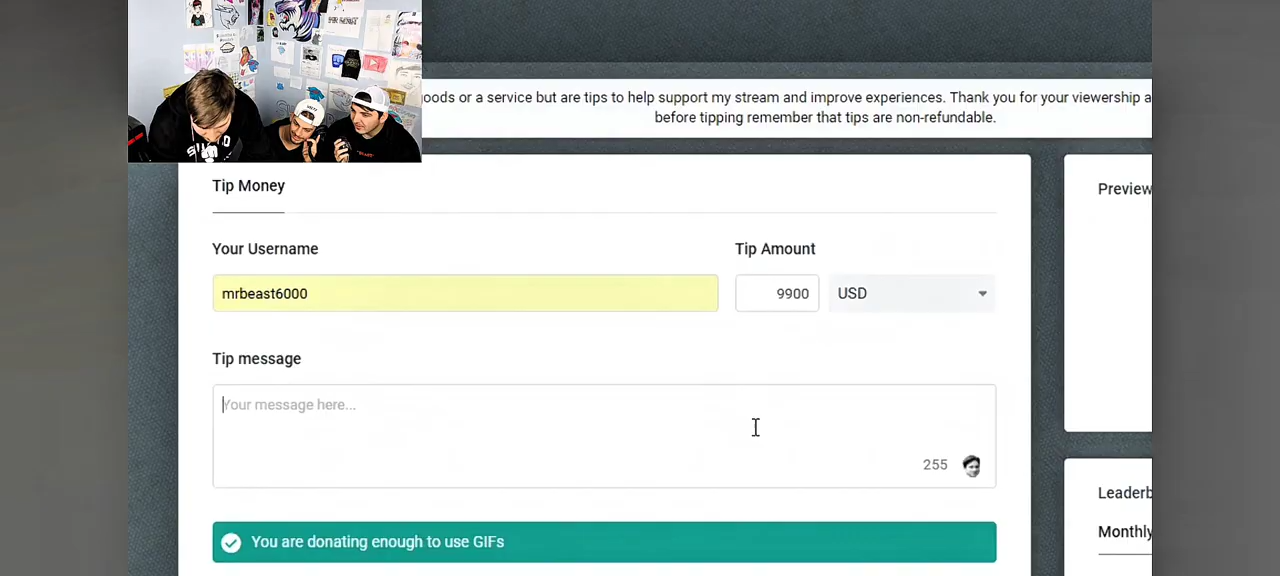 oods or a service but are tips to help support my stream and improve experiences. Thank you for your viewership a
before tipping remember that tips are non-refundable.
Tip Money
Preview
Your Username
Tip Amount
mrbeast6000
9900
USD
Tip message
Your message here...
255
Leaderb
You are donating enough to use GIFs
Monthly